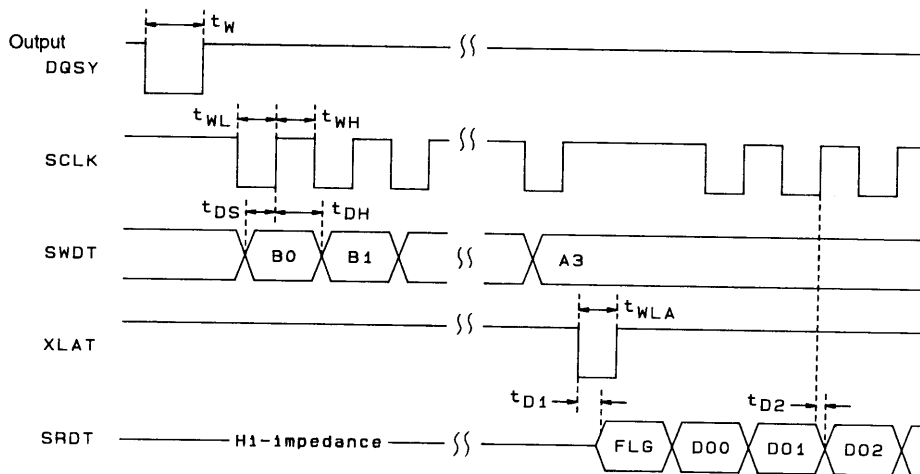 tW
Output
DQSY
tWL
tWH
SCLK
tDS
tDH
SWDT
B0
B1
A3
tWLA
XLAT
tD1
tD2
SRDT
Hi-impedance
FLG
D00
D01
D02